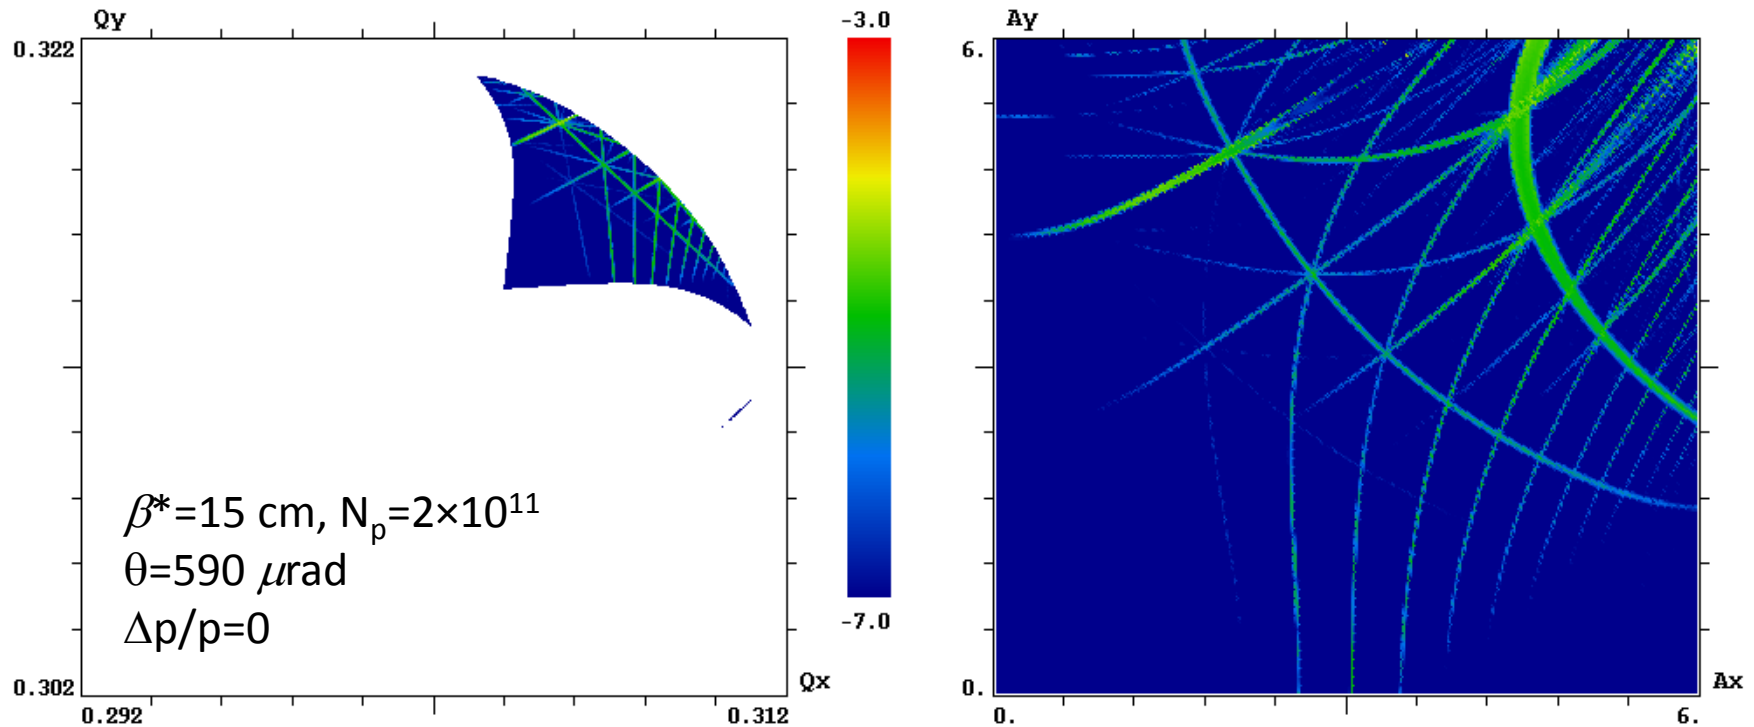 Qy
0.322
β*=15 cm, Nₚ=2×10¹¹
θ=590 μrad
Δp/p=0
0.302
Qx
0.292
0.312
-3.0
-7.0
Ay
6.
0.
Ax
0.
6.